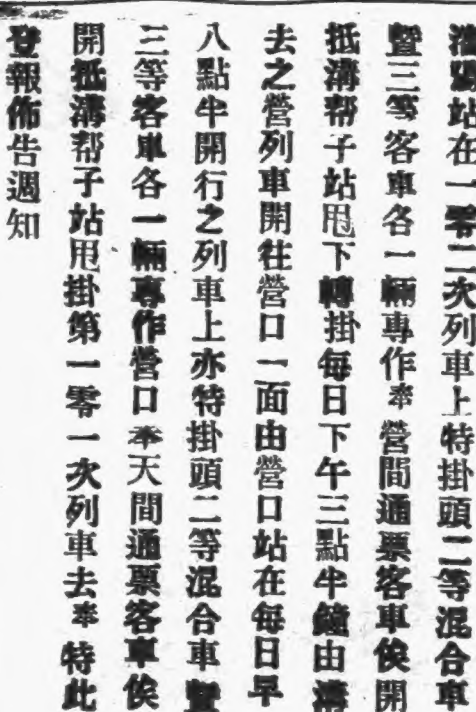 站在一零二次列車上特掛頭二等混合車
暨三等客車各一輛專作奉營間通票客車俟開
抵溝帮子站甩下轉掛每日下午三點半鐘由溝
去之營列車開往營口一面由營口站在每日早
八點半開行之列車上亦特掛頭二等混合車暨
三等客車各一輛專作營口奉天間通票客車俟
開抵溝帮子站甩掛第一零一次列車去奉特此
登報佈告週知